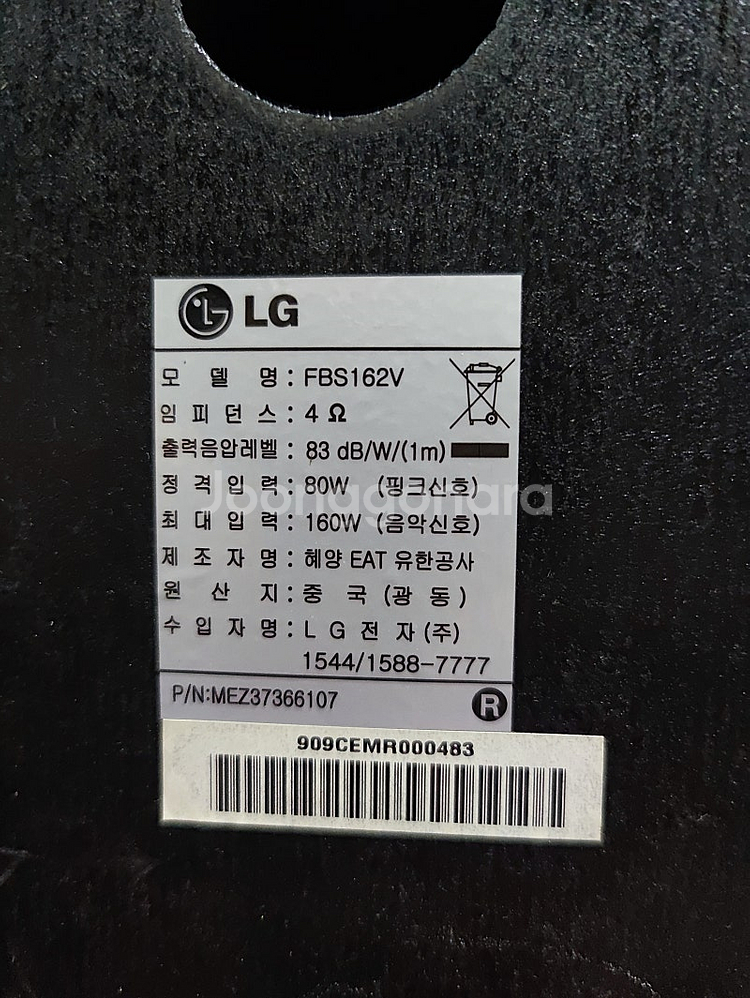 LG
모 델 명 : FBS162V
임 피 던 스 : 4 Ω
출력음압레벨 : 83 dB/W/(1m)
정 격 입 력 : 80W (핑크신호)
Joonggonara
최 대 입 력 : 160W (음악신호)
제 조 자 명 : 혜양 EAT 유한공사
원 산 지 : 중 국 (광 동)
수 입 자 명 : L G 전 자 (주)
1544/1588-7777
P/N:MEZ37366107
R
909CEMR000483